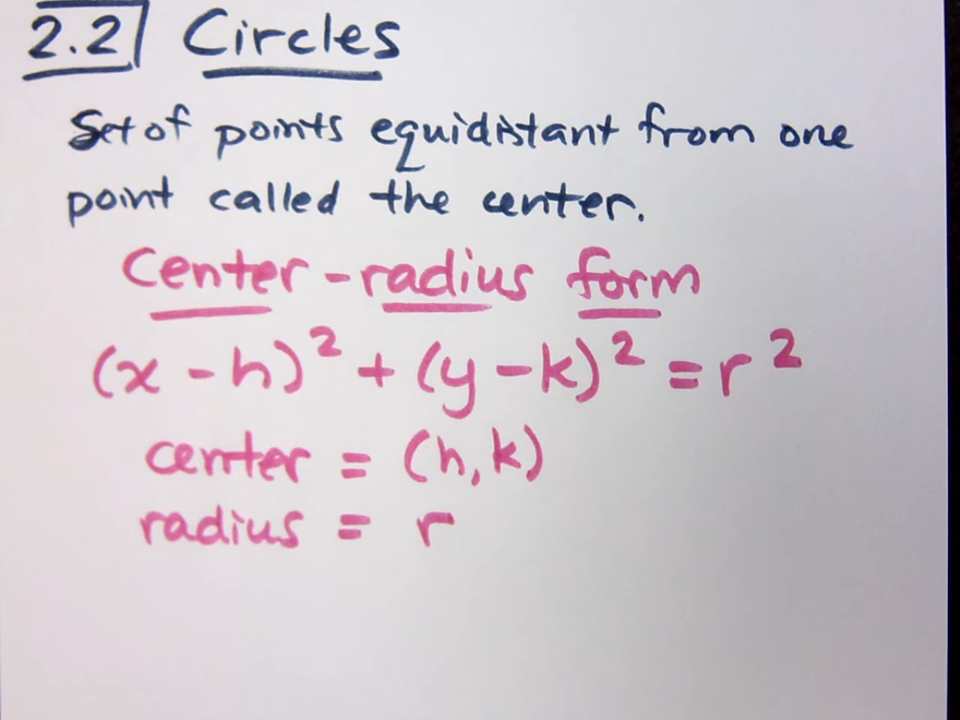 2.2 Circles
Set of points equidistant from one
point called the center.
Center-radius form
(x - h)² + (y - k)² = r²
center = (h, k)
radius = r